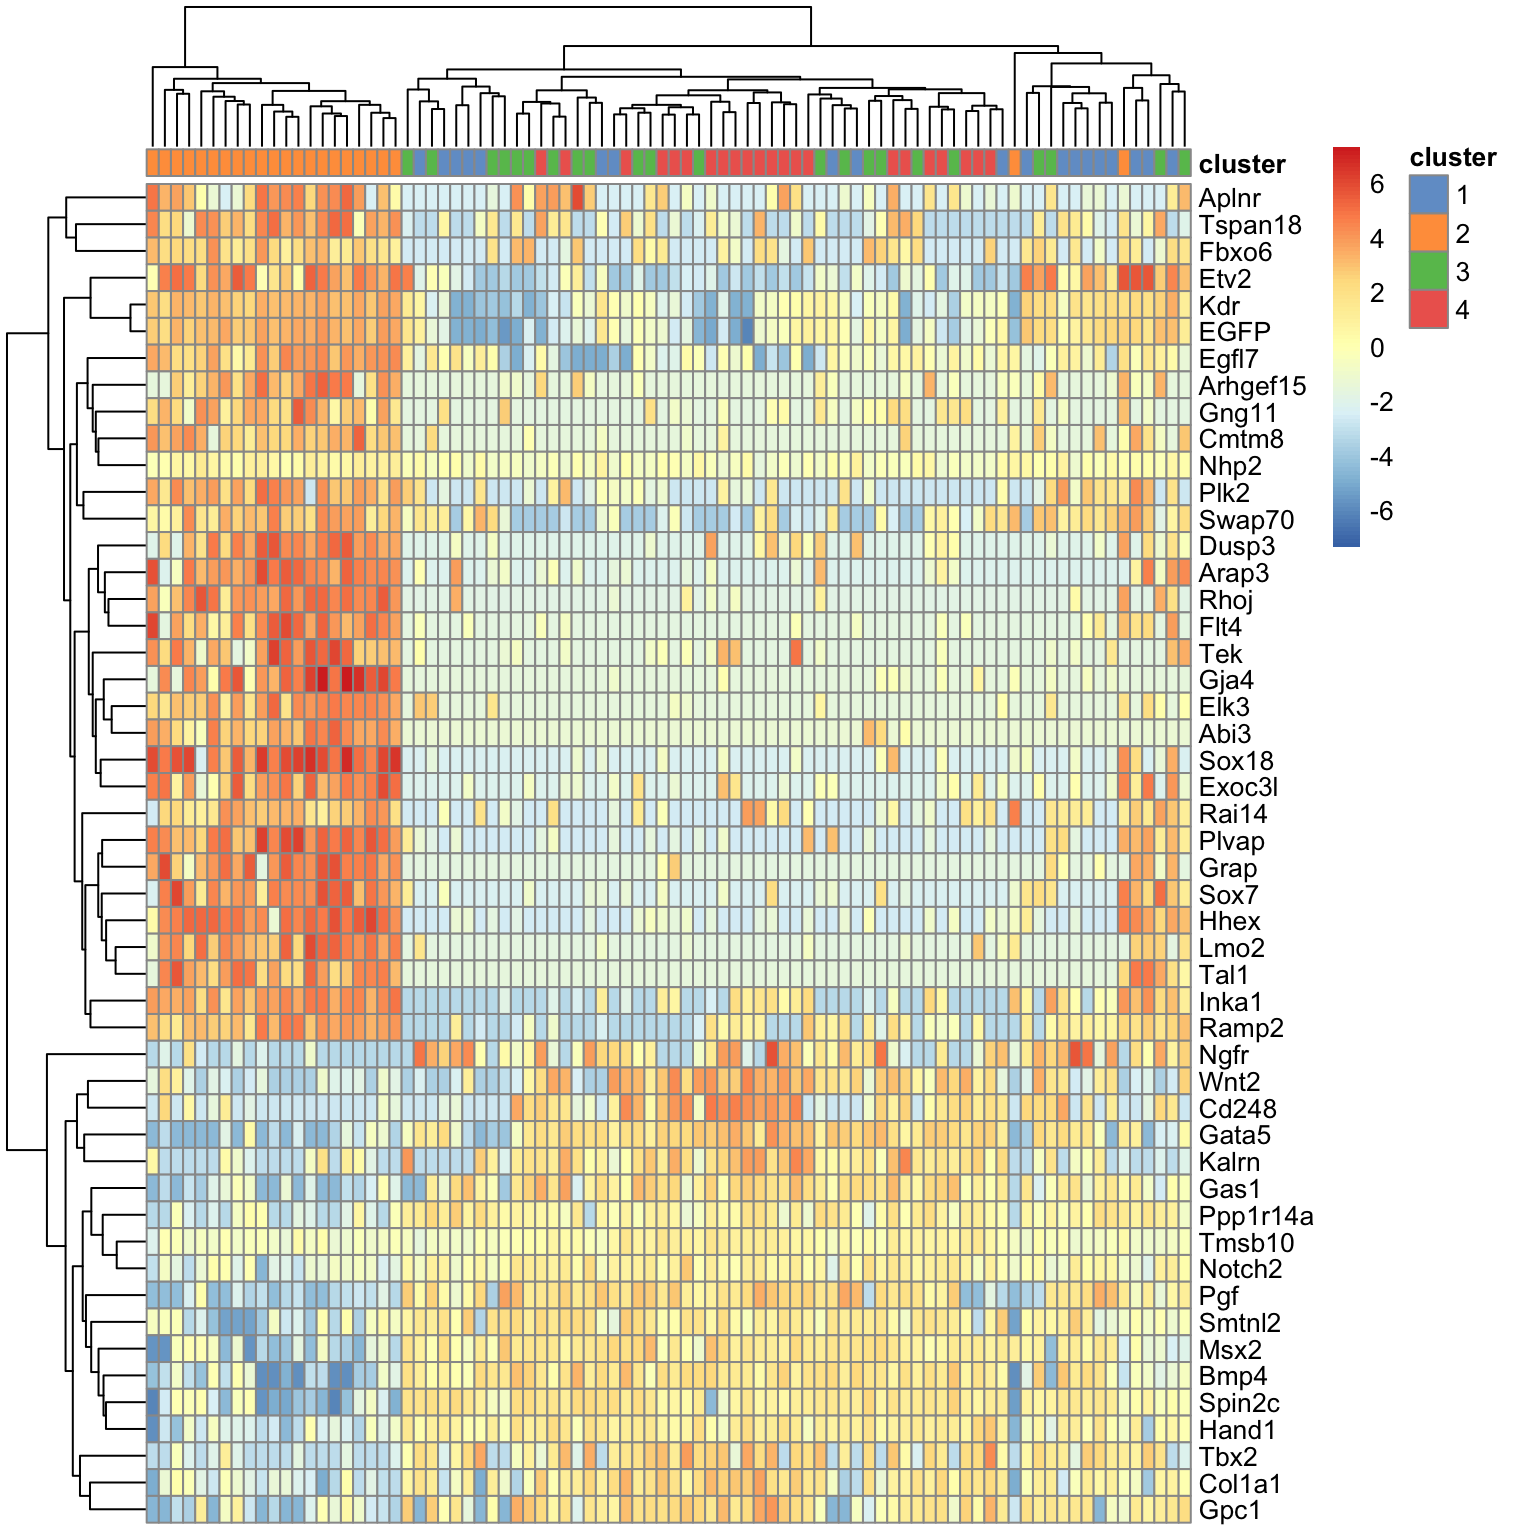 cluster
Aplnr
Tspan18
Fbxo6
Etv2
Kdr
EGFP
Egfl7
Arhgef15
Gng11
Cmtm8
Nhp2
Plk2
Swap70
Dusp3
Arap3
Rhoj
Flt4
Tek
Gja4
Elk3
Abi3
Sox18
Exoc3l
Rai14
Plvap
Grap
Sox7
Hhex
Lmo2
Tal1
Inka1
Ramp2
Ngfr
Wnt2
Cd248
Gata5
Kalrn
Gas1
Ppp1r14a
Tmsb10
Notch2
Pgf
Smtnl2
Msx2
Bmp4
Spin2c
Hand1
Tbx2
Col1a1
Gpc1
6
4
2
0
-2
-4
-6
cluster
1
2
3
4